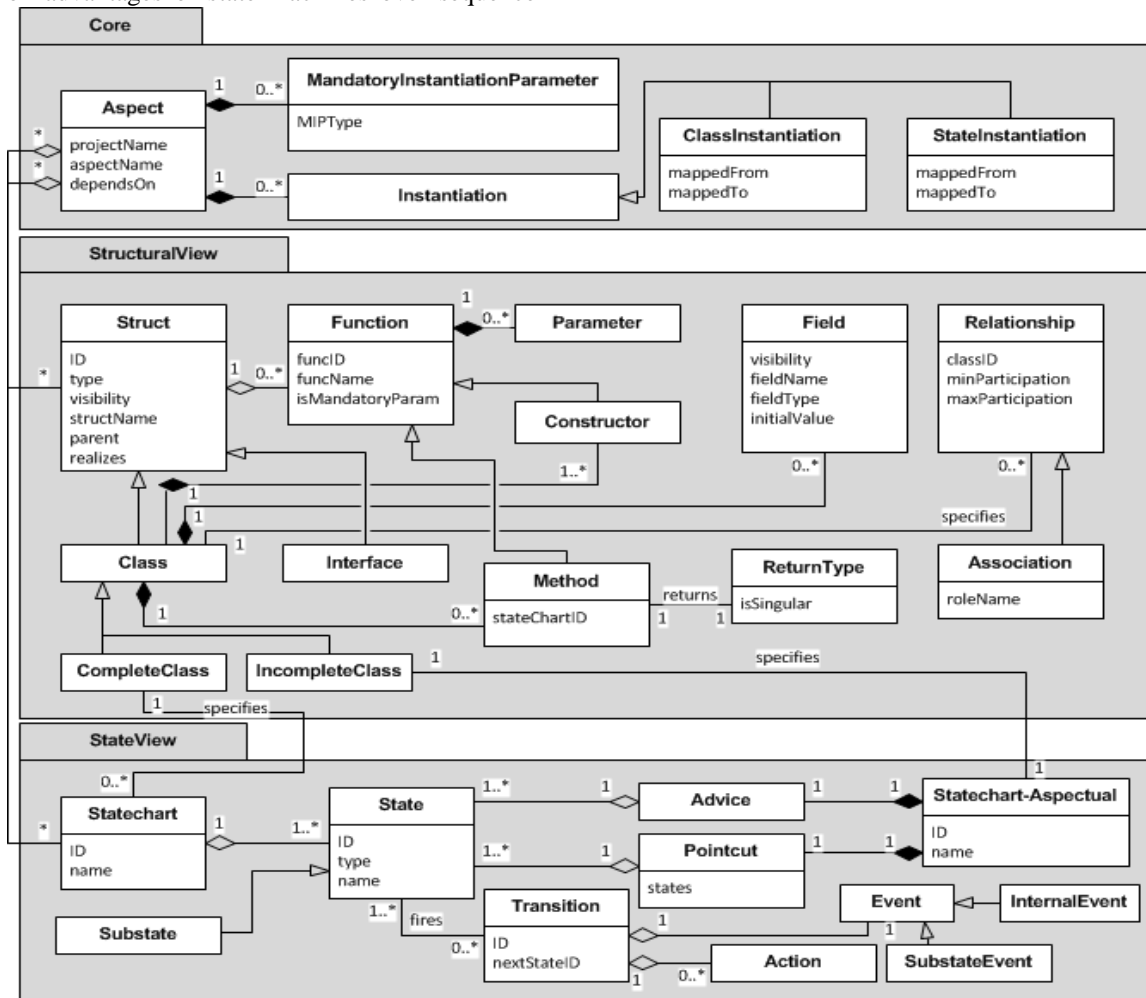 Core
Aspect
projectName
aspectName
dependsOn
*
*
1
0..*
MandatoryInstantiationParameter
MIPType
1
0..*
Instantiation
ClassInstantiation
mappedFrom
mappedTo
StateInstantiation
mappedFrom
mappedTo
StructuralView
Struct
ID
type
visibility
structName
parent
realizes
*
1
0..*
Function
funcID
funcName
isMandatoryParam
1
0..*
Parameter
Constructor
1..*
Field
visibility
fieldName
fieldType
initialValue
0..*
Relationship
classID
minParticipation
maxParticipation
0..*
1
1
specifies
1
Class
Interface
Method
stateChartID
1
0..*
returns
1
1
ReturnType
isSingular
Association
roleName
CompleteClass
IncompleteClass
1
specifies
1
specifies
StateView
0..*
1
Statechart
ID
name
*
1
1..*
State
ID
type
name
1..*
1
Advice
1
1
Statechart-Aspectual
ID
name
1..*
1
Pointcut
states
1
1
Substate
1..*
fires
0..*
Transition
ID
nextStateID
1
1
Event
InternalEvent
SubstateEvent
1
0..*
Action